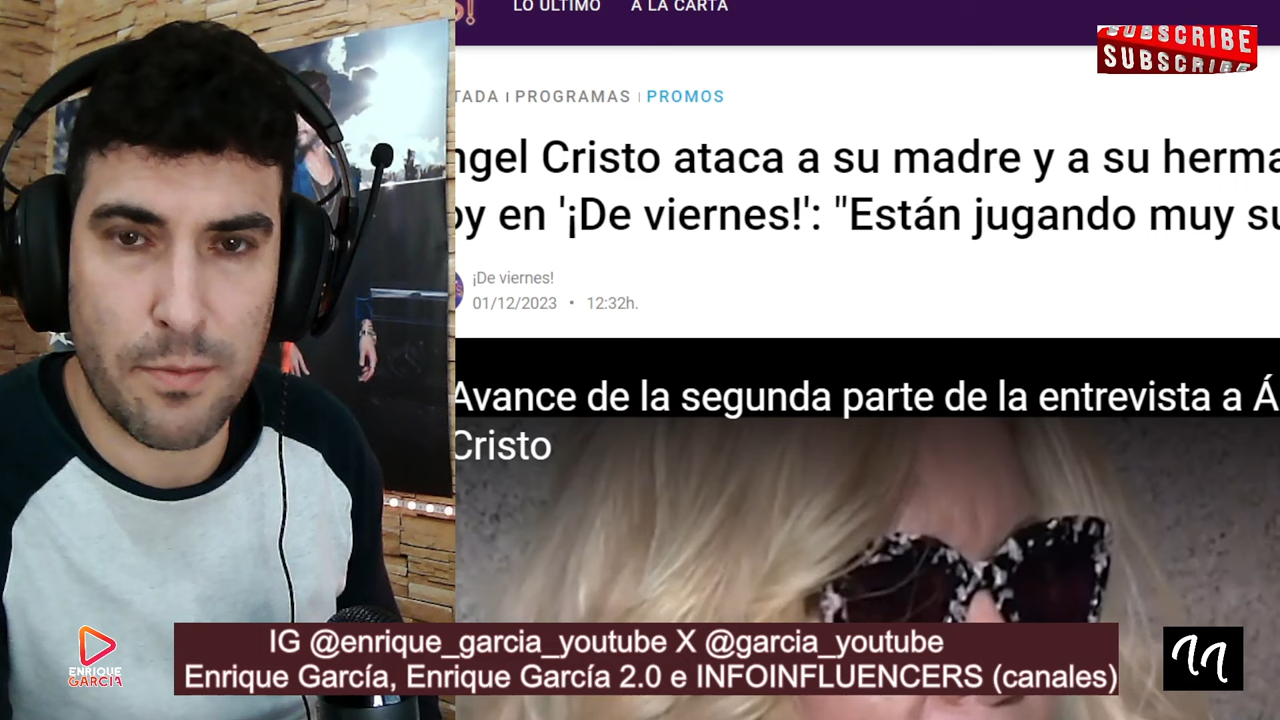 LO ÚLTIMO A LA CARTA
SUBSCRIBE
SUBSCRIBE
TADA | PROGRAMAS | PROMOS
ngel Cristo ataca a su madre y a su herma
oy en '¡De viernes!': "Están jugando muy su
¡De viernes!
01/12/2023 • 12:32h.
Avance de la segunda parte de la entrevista a Á
Cristo
IG @enrique_garcia_youtube X @garcia_youtube
Enrique García, Enrique García 2.0 e INFOINFLUENCERS (canales)
ENRIQUE
GARCÍA